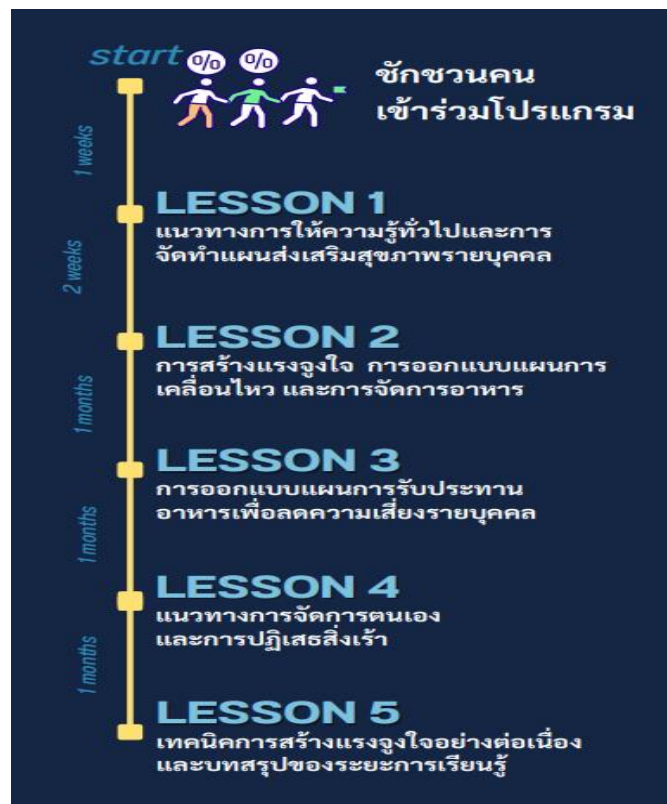 start
% %
ชักชวนคน
เข้าร่วมโปรแกรม
1 weeks
LESSON 1
แนวทางการให้ความรู้ทั่วไปและการ
จัดทำแผนส่งเสริมสุขภาพรายบุคคล
2 weeks
LESSON 2
การสร้างแรงจูงใจ การออกแบบแผนการ
เคลื่อนไหว และการจัดการอาหาร
1 months
LESSON 3
การออกแบบแผนการรับประทาน
อาหารเพื่อลดความเสี่ยงรายบุคคล
1 months
LESSON 4
แนวทางการจัดการตนเอง
และการปฏิเสธสิ่งเร้า
1 months
LESSON 5
เทคนิคการสร้างแรงจูงใจอย่างต่อเนื่อง
และบทสรุปของระยะการเรียนรู้